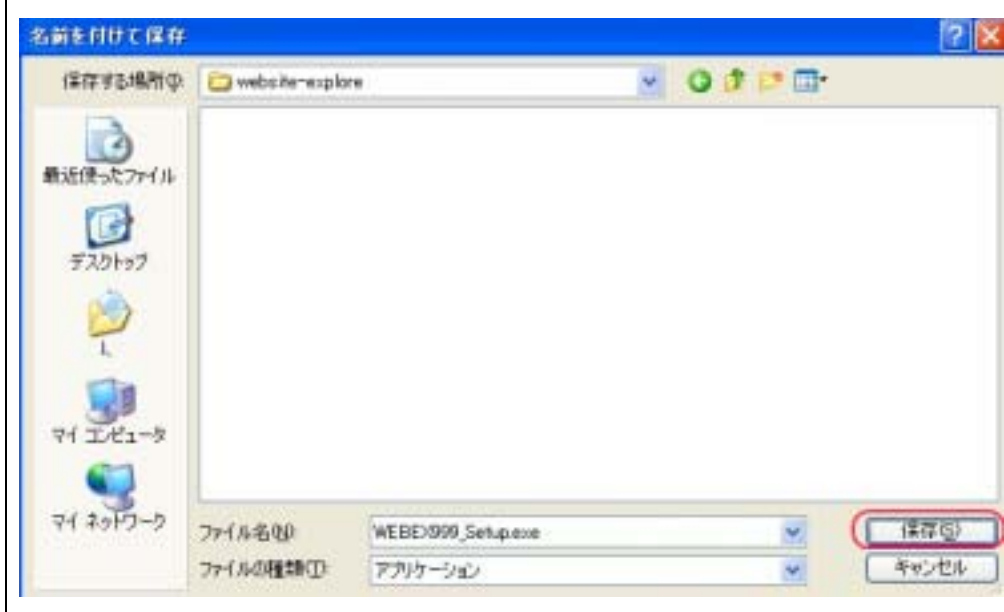 名前を付けて保存
保存する場所(I):
website-explore
最近使ったファイル
デスクトップ
マイ コンピュータ
マイ ネットワーク
ファイル名(N):
WEBEX999_Setup.exe
保存(S)
ファイルの種類(T):
アプリケーション
キャンセル